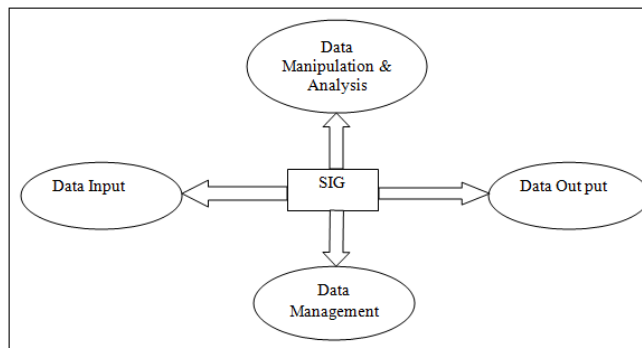 Data
Manipulation &
Analysis
Data Input
SIG
Data Out put
Data
Management